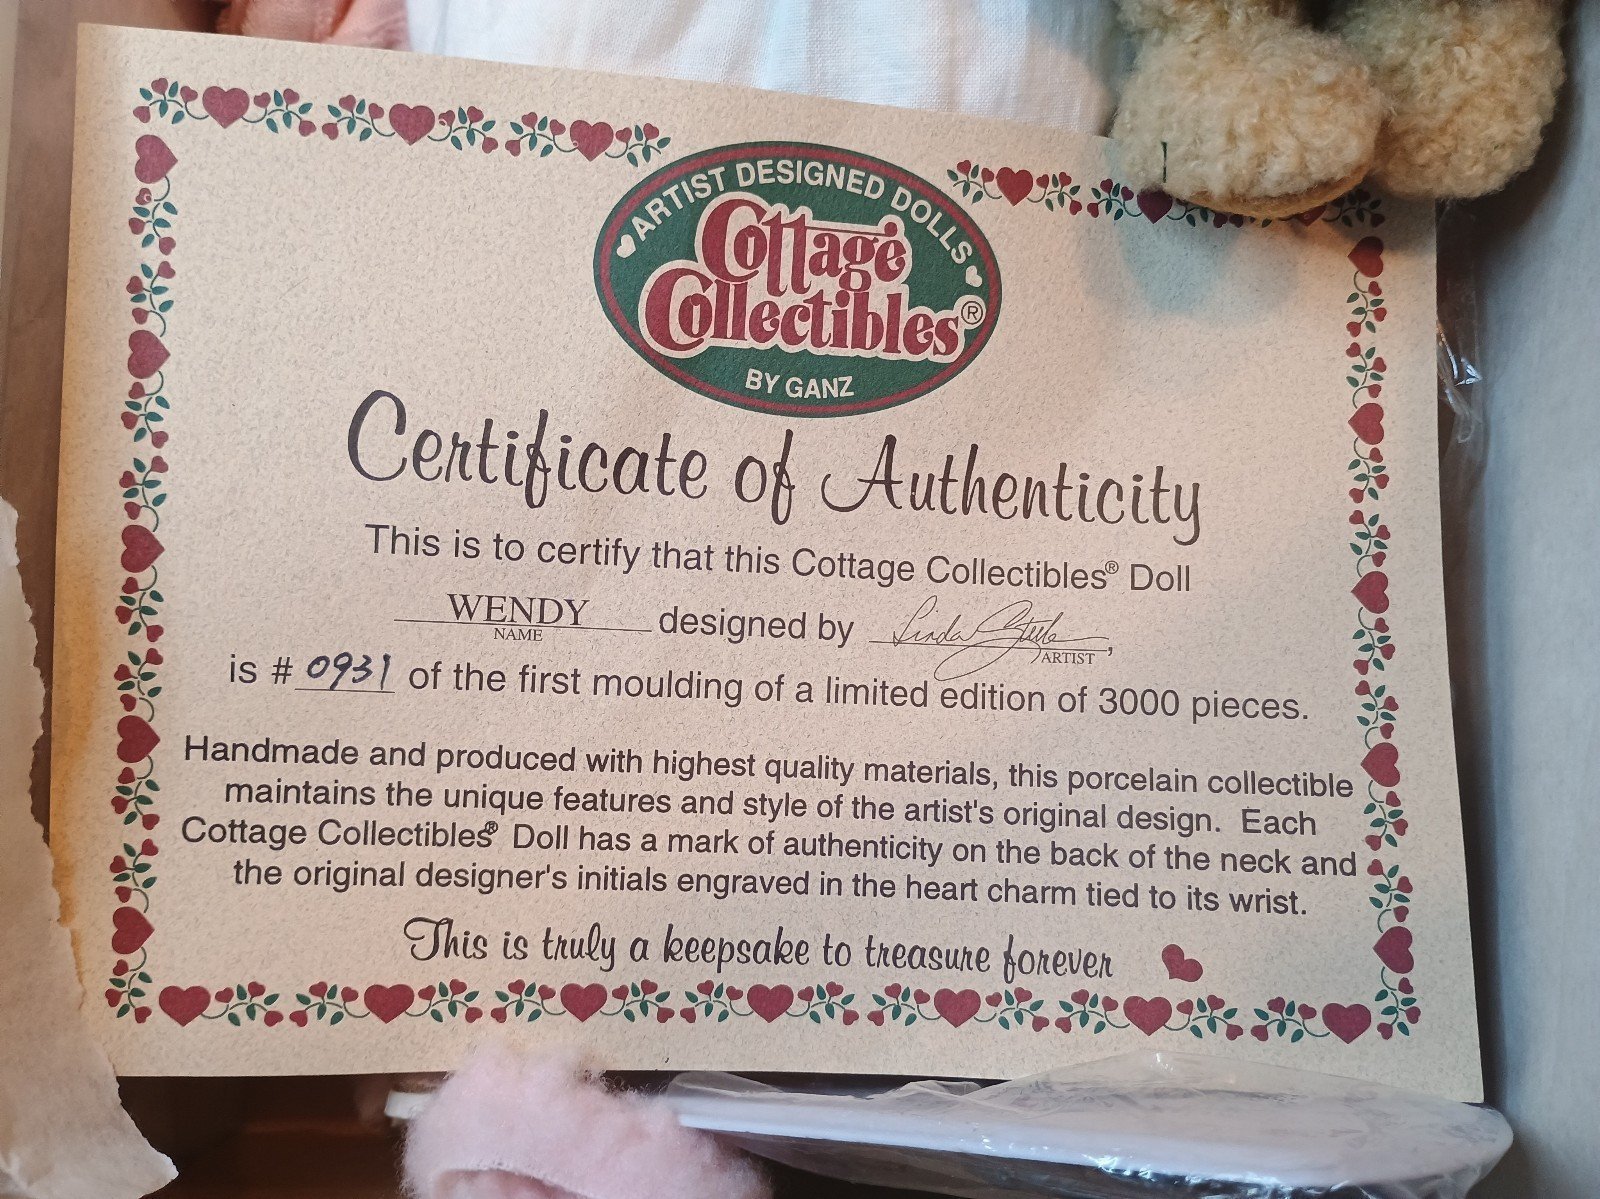 ARTIST DESIGNED DOLLS
Cottage
Collectibles®
BY GANZ
Certificate of Authenticity
This is to certify that this Cottage Collectibles® Doll
WENDY designed by Linda Steele,
NAME ARTIST
is # 0931 of the first moulding of a limited edition of 3000 pieces.
Handmade and produced with highest quality materials, this porcelain collectible
maintains the unique features and style of the artist's original design. Each
Cottage Collectibles® Doll has a mark of authenticity on the back of the neck and
the original designer's initials engraved in the heart charm tied to its wrist.
This is truly a keepsake to treasure forever